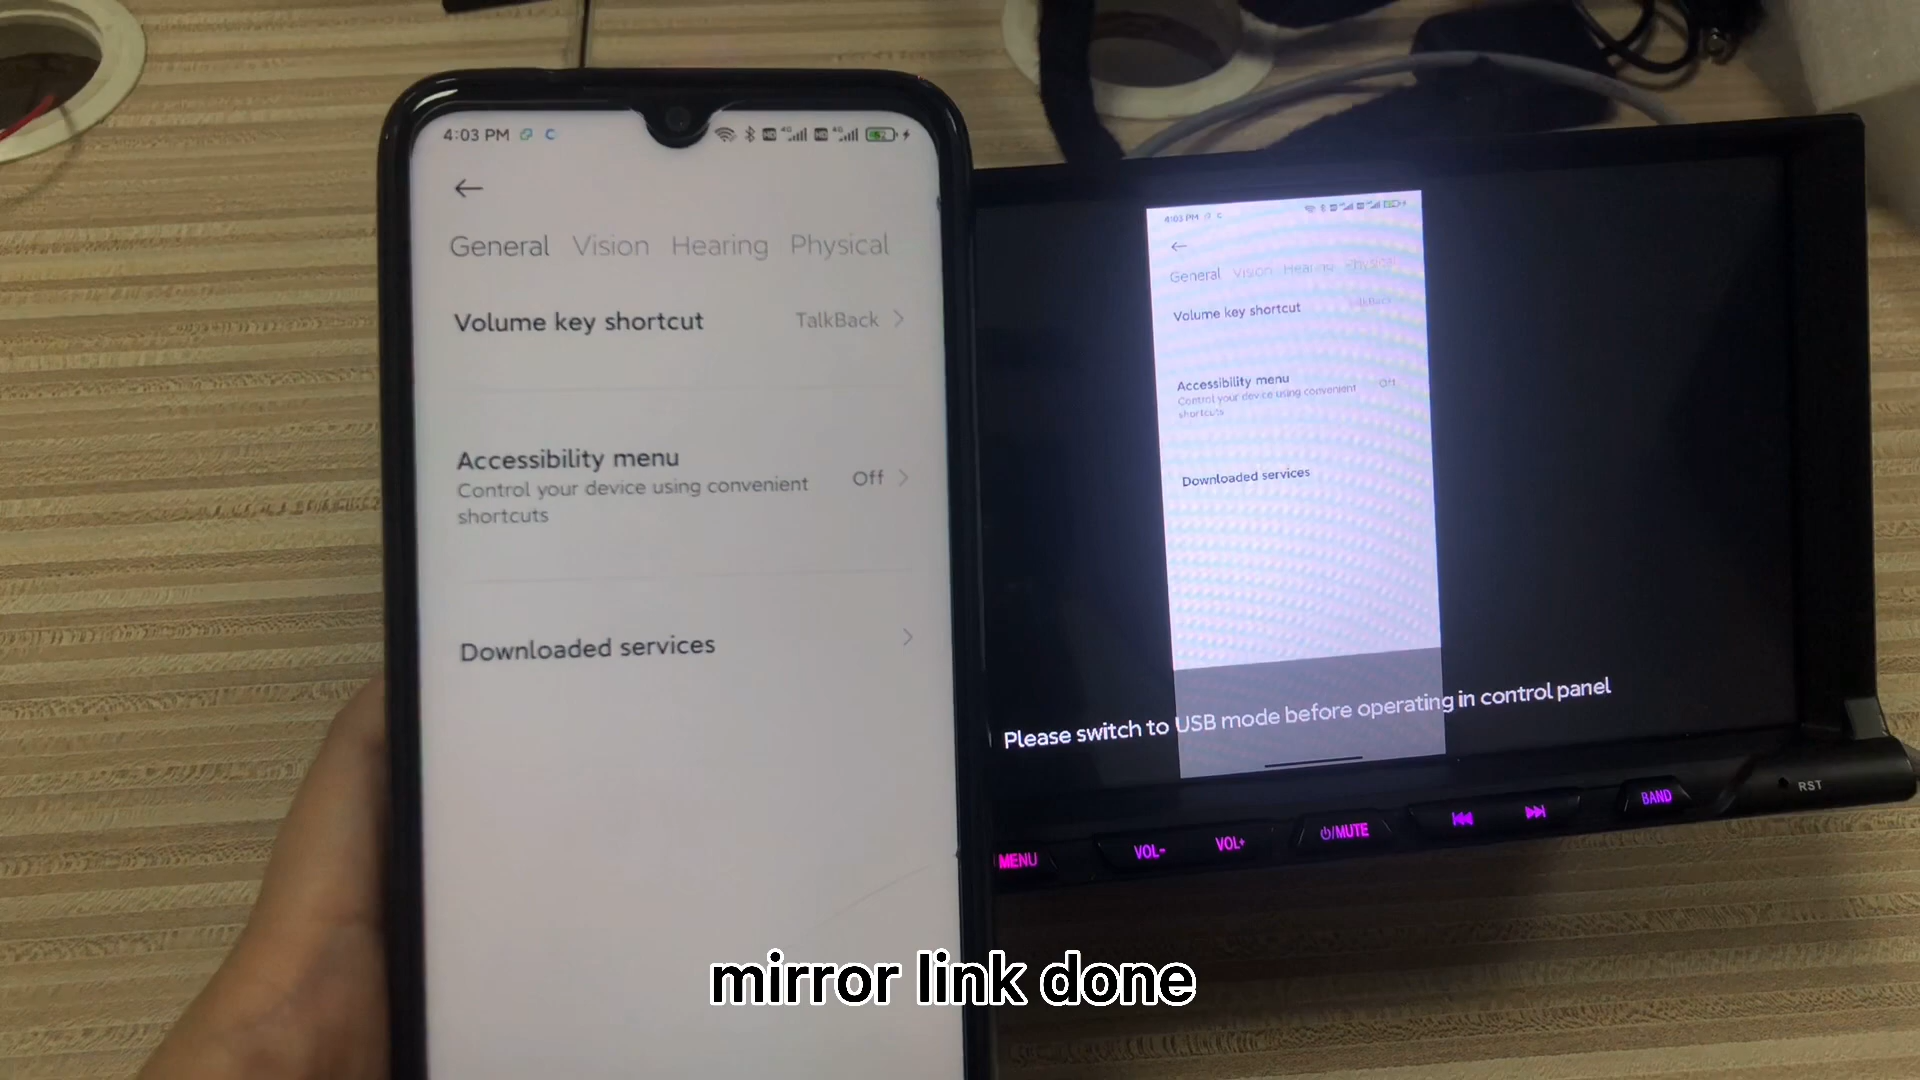 4:03 PM
General Vision Hearing Physical
Volume key shortcut TalkBack
Accessibility menu
Control your device using convenient
shortcuts
Off
Downloaded services
4:03 PM
General Vision Hearing Physical
Volume key shortcut TalkBack
Accessibility menu
Control your device using convenient
shortcuts
Off
Downloaded services
Please switch to USB mode before operating in control panel
MENU VOL- VOL+ /MUTE BAND RST
mirror link done